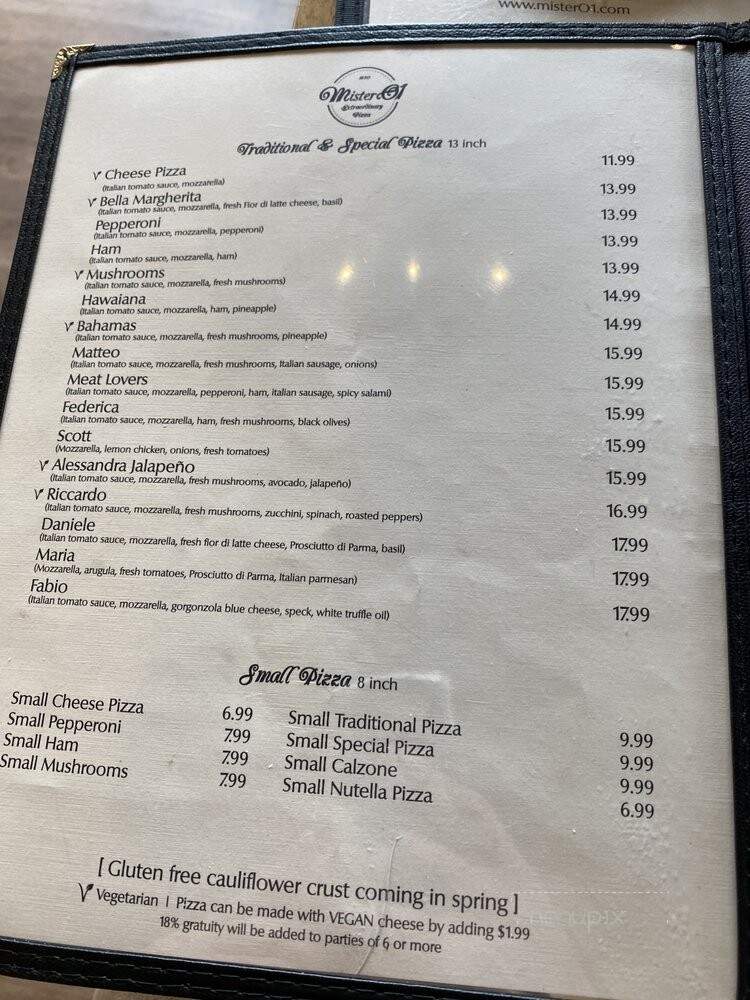 www.misterO1.com
MisterO1
Extraordinary
Pizza
Traditional & Special Pizza 13 inch
V Cheese Pizza 11.99
(Italian tomato sauce, mozzarella)
V Bella Margherita 13.99
(Italian tomato sauce, mozzarella, fresh fior di latte cheese, basil)
Pepperoni 13.99
(Italian tomato sauce, mozzarella, pepperoni)
Ham 13.99
(Italian tomato sauce, mozzarella, ham)
V Mushrooms 13.99
(Italian tomato sauce, mozzarella, fresh mushrooms)
Hawaiana 14.99
(Italian tomato sauce, mozzarella, ham, pineapple)
V Bahamas 14.99
(Italian tomato sauce, mozzarella, fresh mushrooms, pineapple)
Matteo 15.99
(Italian tomato sauce, mozzarella, fresh mushrooms, Italian sausage, onions)
Meat Lovers 15.99
(Italian tomato sauce, mozzarella, pepperoni, ham, italian sausage, spicy salami)
Federica 15.99
(Italian tomato sauce, mozzarella, ham, fresh mushrooms, black olives)
Scott 15.99
(Mozzarella, lemon chicken, onions, fresh tomatoes)
V Alessandra Jalapeño 15.99
(Italian tomato sauce, mozzarella, fresh mushrooms, avocado, jalapeño)
V Riccardo 16.99
(Italian tomato sauce, mozzarella, fresh mushrooms, zucchini, spinach, roasted peppers)
Daniele 17.99
(Italian tomato sauce, mozzarella, fresh fior di latte cheese, Prosciutto di Parma, basil)
Maria 17.99
(Mozzarella, arugula, fresh tomatoes, Prosciutto di Parma, Italian parmesan)
Fabio 17.99
(Italian tomato sauce, mozzarella, gorgonzola blue cheese, speck, white truffle oil)
Small Pizza 8 inch
Small Cheese Pizza 6.99
Small Pepperoni 7.99
Small Ham 7.99
Small Mushrooms 7.99
Small Traditional Pizza 9.99
Small Special Pizza 9.99
Small Calzone 9.99
Small Nutella Pizza 6.99
[ Gluten free cauliflower crust coming in spring ]
V Vegetarian | Pizza can be made with VEGAN cheese by adding $1.99
18% gratuity will be added to parties of 6 or more